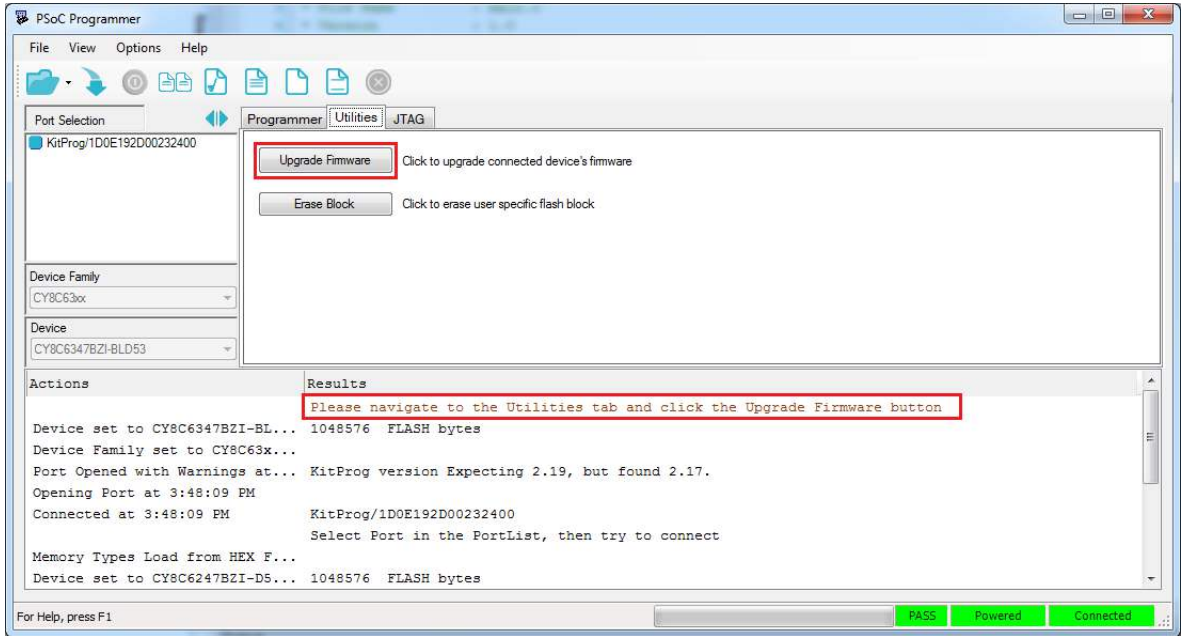 PSoC Programmer
File View Options Help
Port Selection
KitProg/1D0E192D00232400
Device Family
CY8C63xx
Device
CY8C6347BZI-BLD53
Programmer Utilities JTAG
Upgrade Firmware Click to upgrade connected device's firmware
Erase Block Click to erase user specific flash block
Actions Results
Please navigate to the Utilities tab and click the Upgrade Firmware button
Device set to CY8C6347BZI-BL... 1048576 FLASH bytes
Device Family set to CY8C63x...
Port Opened with Warnings at... KitProg version Expecting 2.19, but found 2.17.
Opening Port at 3:48:09 PM
Connected at 3:48:09 PM KitProg/1D0E192D00232400
Select Port in the PortList, then try to connect
Memory Types Load from HEX F...
Device set to CY8C6247BZI-D5... 1048576 FLASH bytes
For Help, press F1 PASS Powered Connected